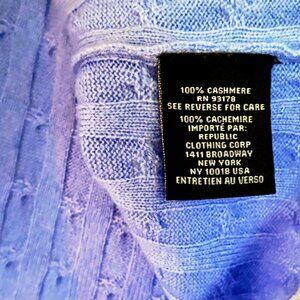 100% CASHMERE
RN 93178
SEE REVERSE FOR CARE
100% CACHEMIRE
IMPORTÉ PAR:
REPUBLIC
CLOTHING CORP
1411 BROADWAY
NEW YORK
NY 10018 USA
ENTRETIEN AU VERSO